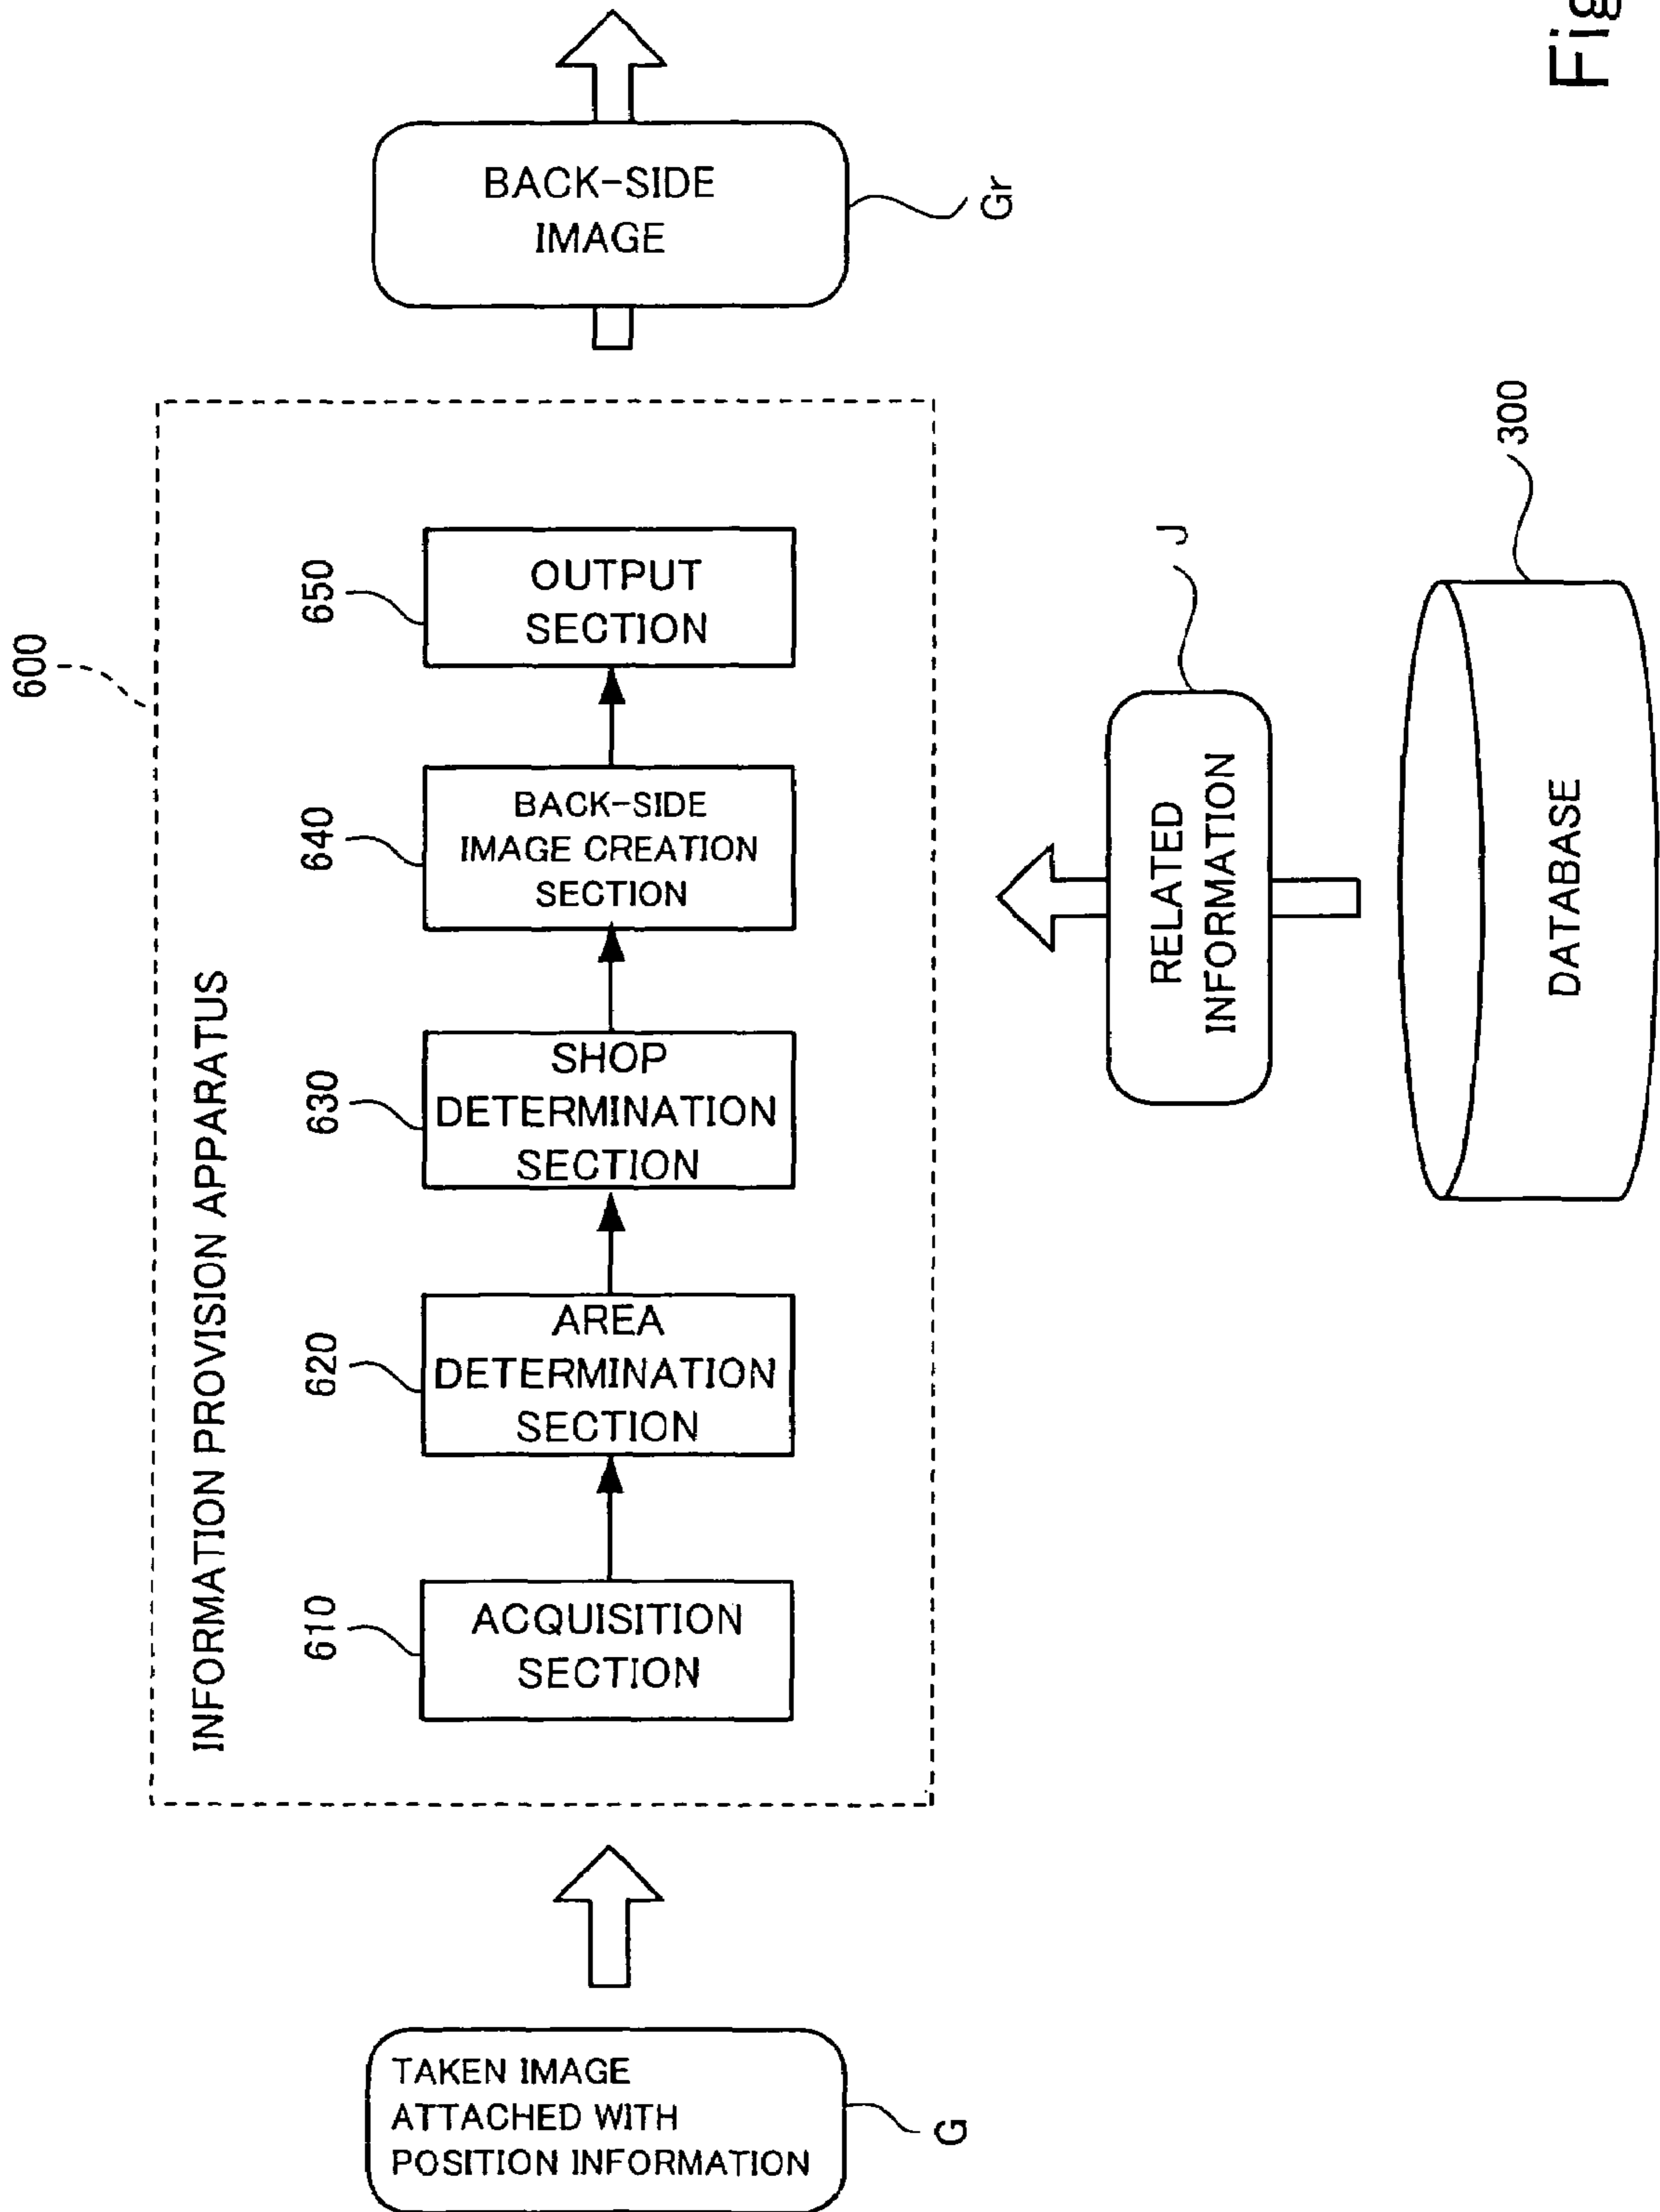 600
INFORMATION PROVISION APPARATUS
TAKEN IMAGE
ATTACHED WITH
POSITION INFORMATION
G
610
ACQUISITION
SECTION
620
AREA
DETERMINATION
SECTION
630
SHOP
DETERMINATION
SECTION
640
BACK-SIDE
IMAGE CREATION
SECTION
650
OUTPUT
SECTION
BACK-SIDE
IMAGE
Gr
J
RELATED
INFORMATION
300
DATABASE